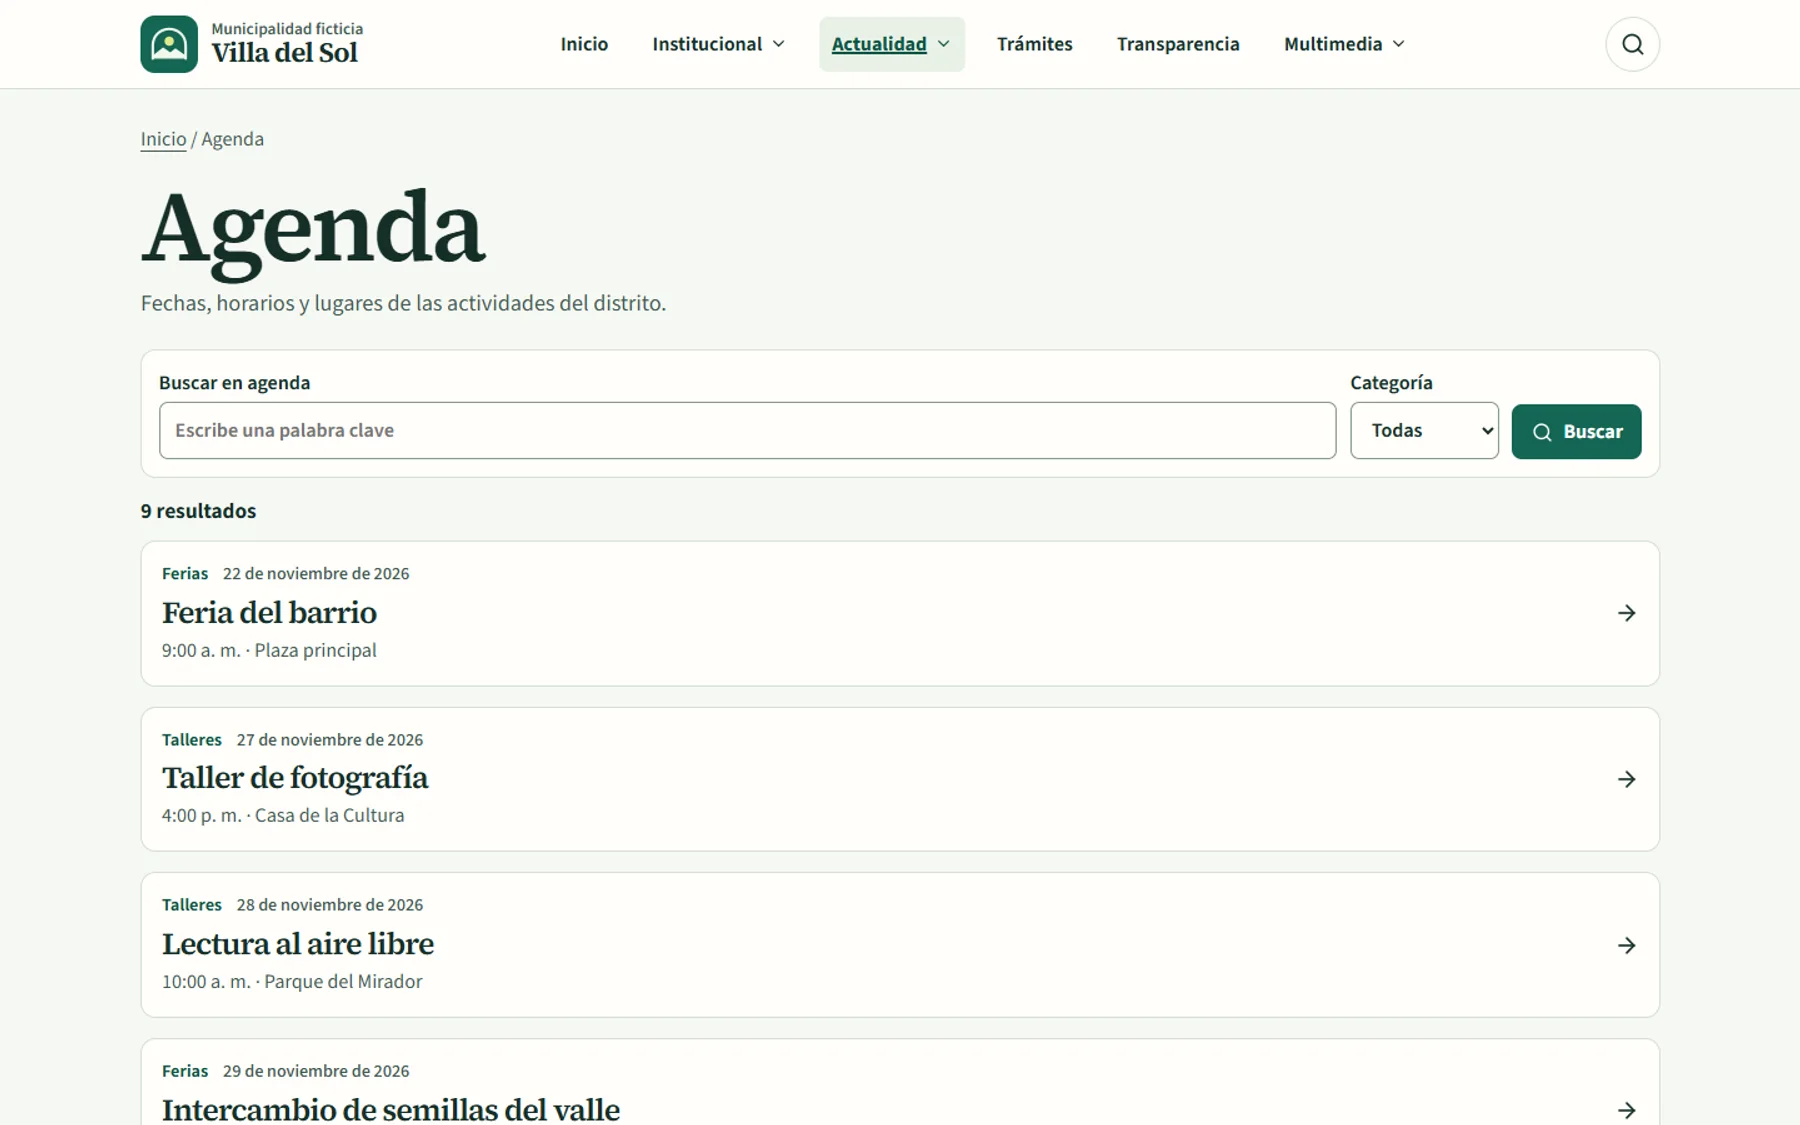 Municipalidad ficticia
Villa del Sol
Inicio
Institucional
Actualidad
Trámites
Transparencia
Multimedia
Inicio / Agenda
Agenda
Fechas, horarios y lugares de las actividades del distrito.
Buscar en agenda
Categoría
Escribe una palabra clave
Todas
Buscar
9 resultados
Ferias 22 de noviembre de 2026
Feria del barrio
9:00 a. m. · Plaza principal
Talleres 27 de noviembre de 2026
Taller de fotografía
4:00 p. m. · Casa de la Cultura
Talleres 28 de noviembre de 2026
Lectura al aire libre
10:00 a. m. · Parque del Mirador
Ferias 29 de noviembre de 2026
Intercambio de semillas del valle